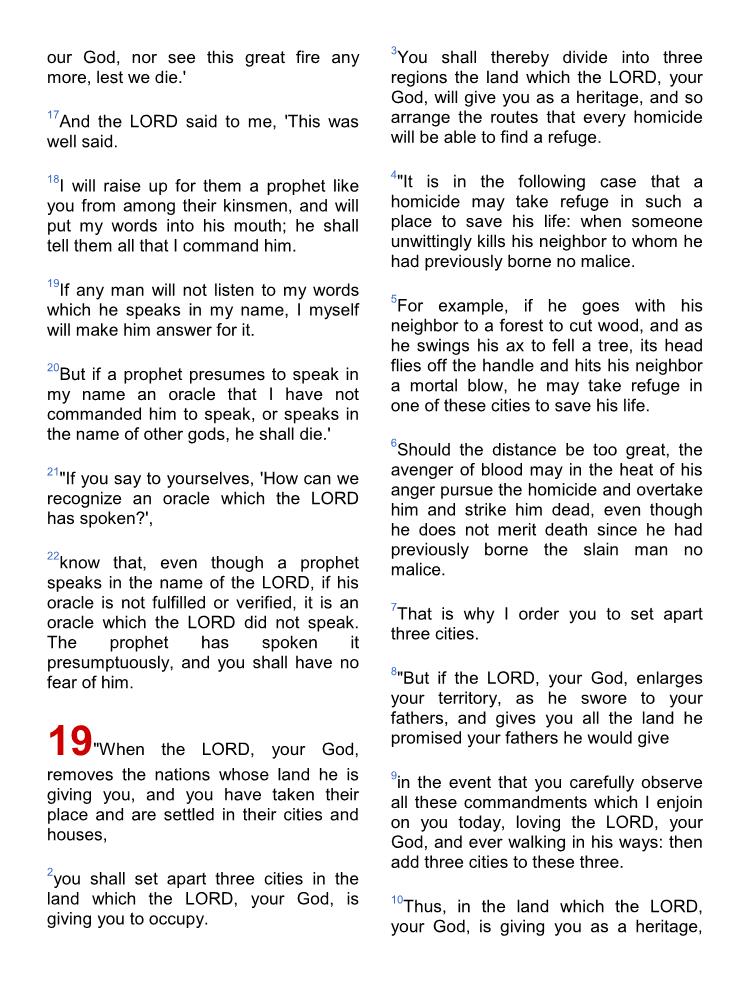 our God, nor see this great fire any
more, lest we die.'
17And the LORD said to me, 'This was
well said.
18I will raise up for them a prophet like
you from among their kinsmen, and will
put my words into his mouth; he shall
tell them all that I command him.
19If any man will not listen to my words
which he speaks in my name, I myself
will make him answer for it.
20But if a prophet presumes to speak in
my name an oracle that I have not
commanded him to speak, or speaks in
the name of other gods, he shall die.'
21"If you say to yourselves, 'How can we
recognize an oracle which the LORD
has spoken?',
22know that, even though a prophet
speaks in the name of the LORD, if his
oracle is not fulfilled or verified, it is an
oracle which the LORD did not speak.
The prophet has spoken it
presumptuously, and you shall have no
fear of him.
19"When the LORD, your God,
removes the nations whose land he is
giving you, and you have taken their
place and are settled in their cities and
houses,
2you shall set apart three cities in the
land which the LORD, your God, is
giving you to occupy.
3You shall thereby divide into three
regions the land which the LORD, your
God, will give you as a heritage, and so
arrange the routes that every homicide
will be able to find a refuge.
4"It is in the following case that a
homicide may take refuge in such a
place to save his life: when someone
unwittingly kills his neighbor to whom he
had previously borne no malice.
5For example, if he goes with his
neighbor to a forest to cut wood, and as
he swings his ax to fell a tree, its head
flies off the handle and hits his neighbor
a mortal blow, he may take refuge in
one of these cities to save his life.
6Should the distance be too great, the
avenger of blood may in the heat of his
anger pursue the homicide and overtake
him and strike him dead, even though
he does not merit death since he had
previously borne the slain man no
malice.
7That is why I order you to set apart
three cities.
8"But if the LORD, your God, enlarges
your territory, as he swore to your
fathers, and gives you all the land he
promised your fathers he would give
9in the event that you carefully observe
all these commandments which I enjoin
on you today, loving the LORD, your
God, and ever walking in his ways: then
add three cities to these three.
10Thus, in the land which the LORD,
your God, is giving you as a heritage,